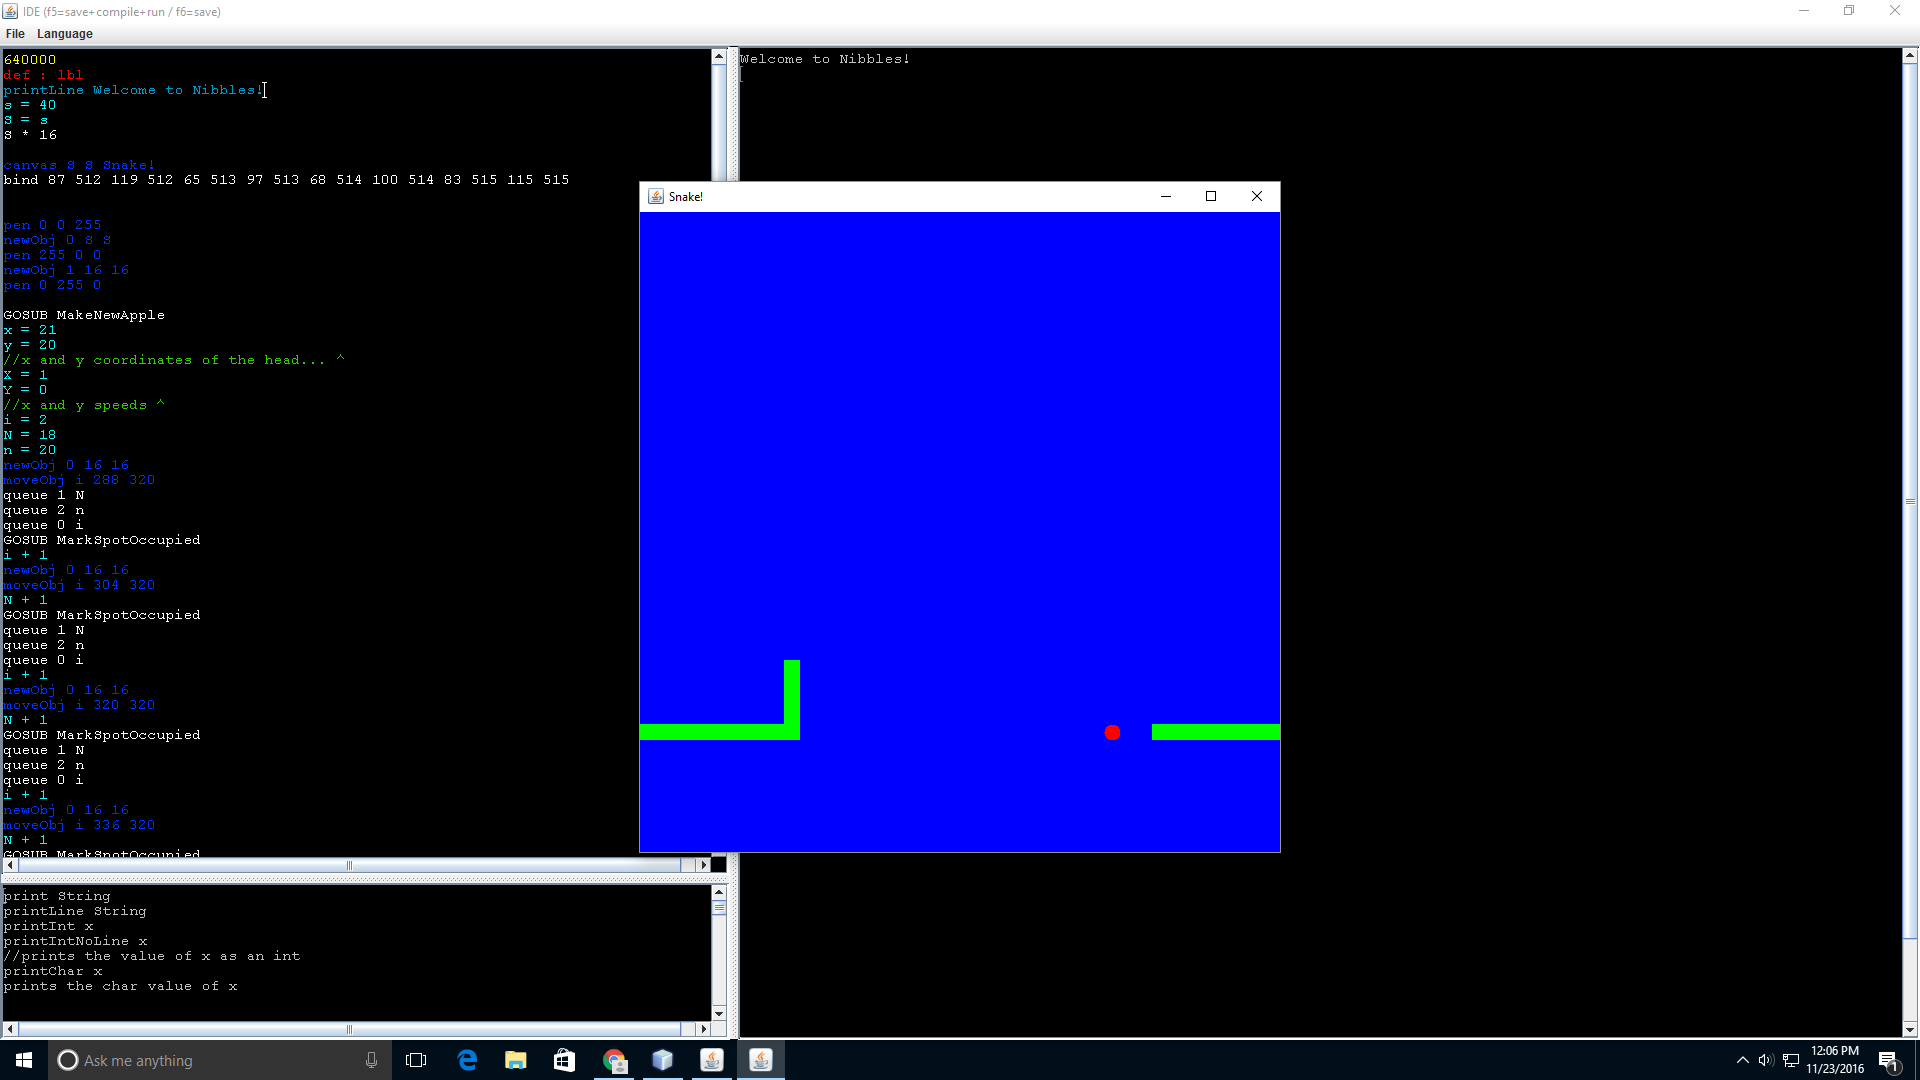 IDE (f5=save+compile+run / f6=save)
File Language
640000
def : lbl
printLine Welcome to Nibbles!
s = 40
S = s
S * 16
canvas S S Snake!
bind 87 512 119 512 65 513 97 513 68 514 100 514 83 515 115 515
pen 0 0 255
newObj 0 S S
pen 255 0 0
newObj 1 16 16
pen 0 255 0
GOSUB MakeNewApple
x = 21
y = 20
//x and y coordinates of the head... ^
X = 1
Y = 0
//x and y speeds ^
i = 2
N = 18
n = 20
newObj 0 16 16
moveObj i 288 320
queue 1 N
queue 2 n
queue 0 i
GOSUB MarkSpotOccupied
i + 1
newObj 0 16 16
moveObj i 304 320
N + 1
GOSUB MarkSpotOccupied
queue 1 N
queue 2 n
queue 0 i
i + 1
newObj 0 16 16
moveObj i 320 320
N + 1
GOSUB MarkSpotOccupied
queue 1 N
queue 2 n
queue 0 i
i + 1
newObj 0 16 16
moveObj i 336 320
N + 1
GOSUB MarkSpotOccupied
print String
printLine String
printInt x
printIntNoLine x
//prints the value of x as an int
printChar x
prints the char value of x
Welcome to Nibbles!
Snake!
Ask me anything
12:06 PM
11/23/2016
1